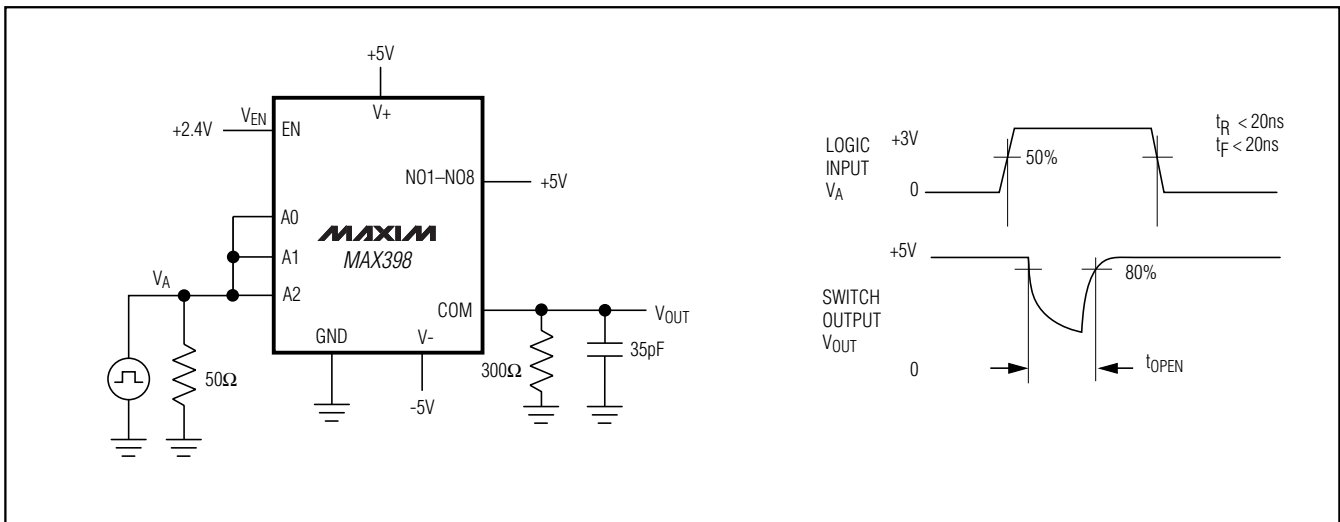 +5V
V+
+2.4V
VEN
EN
NO1–NO8
+5V
A0
MAXIM
A1
MAX398
VA
A2
COM
VOUT
GND
V-
50Ω
300Ω
35pF
-5V
LOGIC
INPUT
VA
+3V
50%
0
tR < 20ns
tF < 20ns
+5V
80%
SWITCH
OUTPUT
VOUT
0
tOPEN